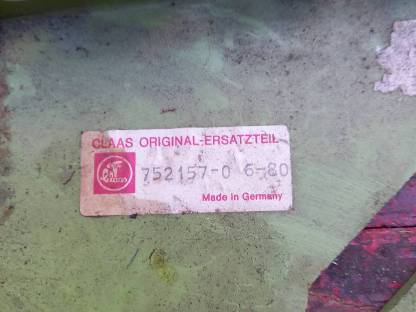 CLAAS ORIGINAL-ERSATZTEIL
752157-0 6-80
Made in Germany